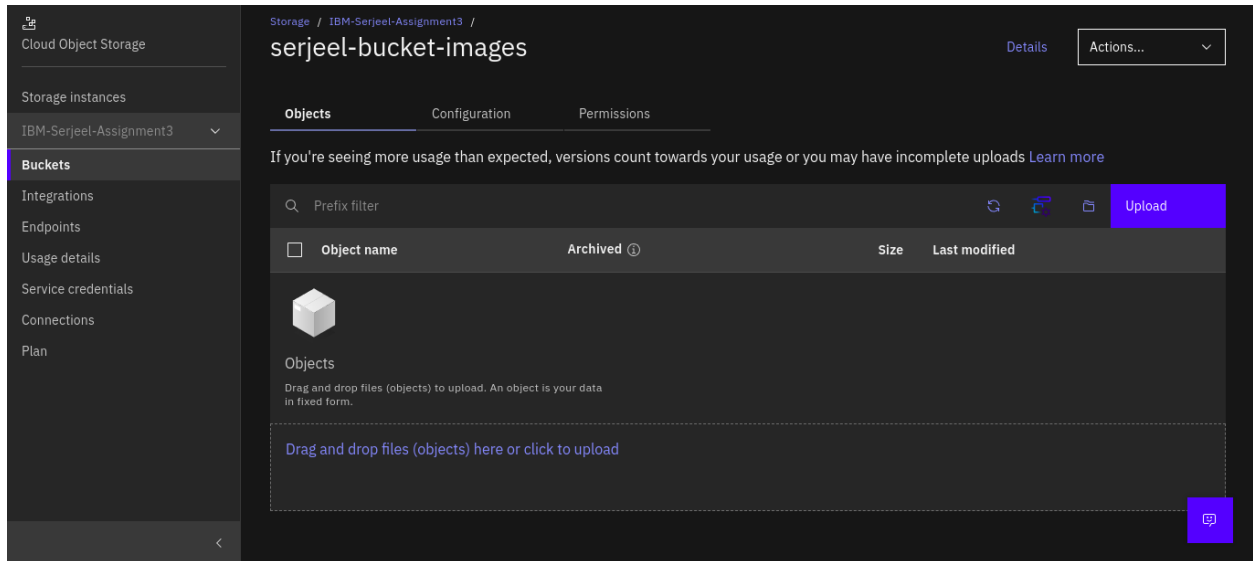 Cloud Object Storage
Storage instances
IBM-Serjeel-Assignment3
Buckets
Integrations
Endpoints
Usage details
Service credentials
Connections
Plan
Storage / IBM-Serjeel-Assignment3 /
serjeel-bucket-images
Details
Actions...
Objects Configuration Permissions
If you're seeing more usage than expected, versions count towards your usage or you may have incomplete uploads Learn more
Prefix filter
Upload
Object name Archived Size Last modified
Objects
Drag and drop files (objects) to upload. An object is your data
in fixed form.
Drag and drop files (objects) here or click to upload